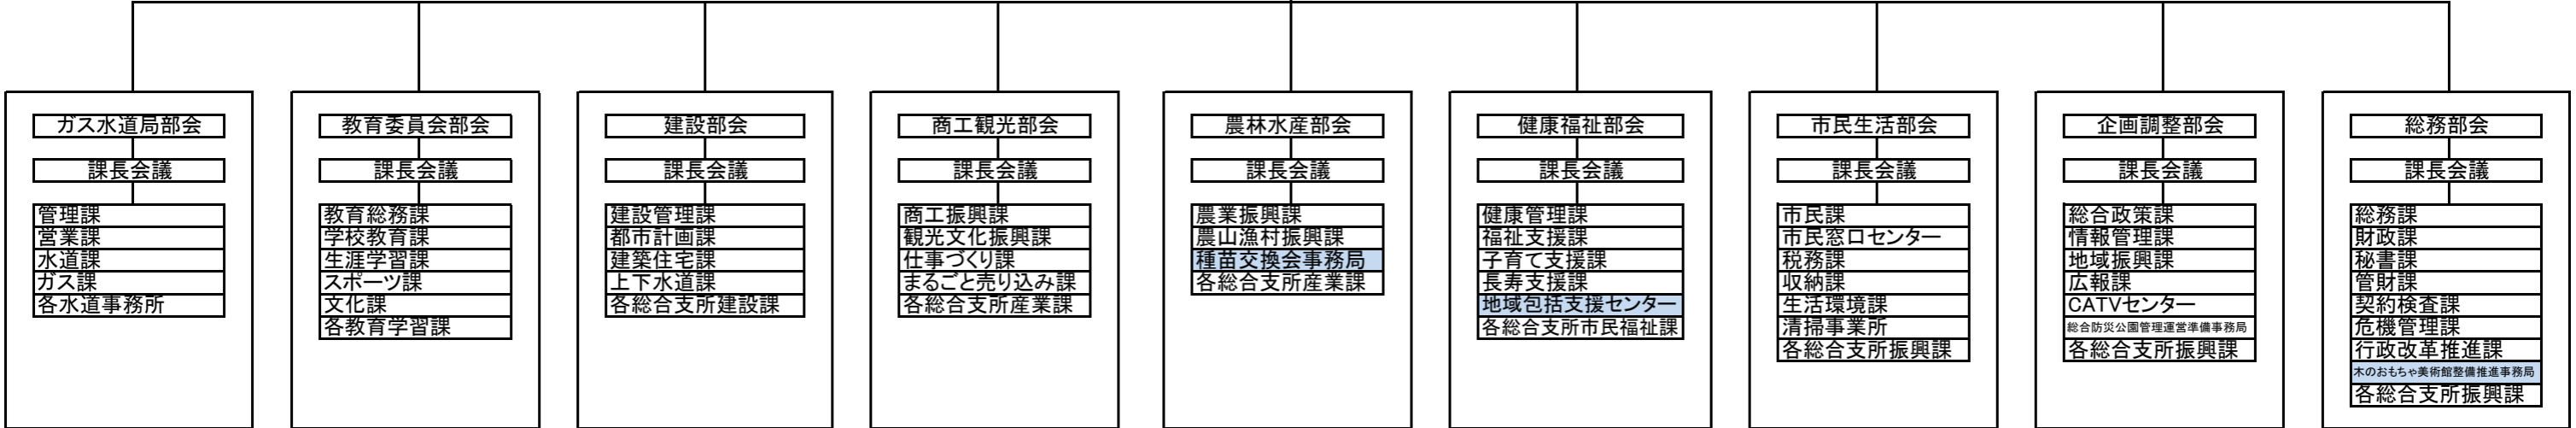 ガス水道局部会
課長会議
管理課
営業課
水道課
ガス課
各水道事務所
教育委員会部会
課長会議
教育総務課
学校教育課
生涯学習課
スポーツ課
文化課
各教育学習課
建設部会
課長会議
建設管理課
都市計画課
建築住宅課
上下水道課
各総合支所建設課
商工観光部会
課長会議
商工振興課
観光文化振興課
仕事づくり課
まるごと売り込み課
各総合支所産業課
農林水産部会
課長会議
農業振興課
農山漁村振興課
種苗交換会事務局
各総合支所産業課
健康福祉部会
課長会議
健康管理課
福祉支援課
子育て支援課
長寿支援課
地域包括支援センター
各総合支所市民福祉課
市民生活部会
課長会議
市民課
市民窓口センター
税務課
収納課
生活環境課
清掃事業所
各総合支所振興課
企画調整部会
課長会議
総合政策課
情報管理課
地域振興課
広報課
CATVセンター
総合防災公園管理運営準備事務局
各総合支所振興課
総務部会
課長会議
総務課
財政課
秘書課
管財課
契約検査課
危機管理課
行政改革推進課
木のおもちゃ美術館整備推進事務局
各総合支所振興課